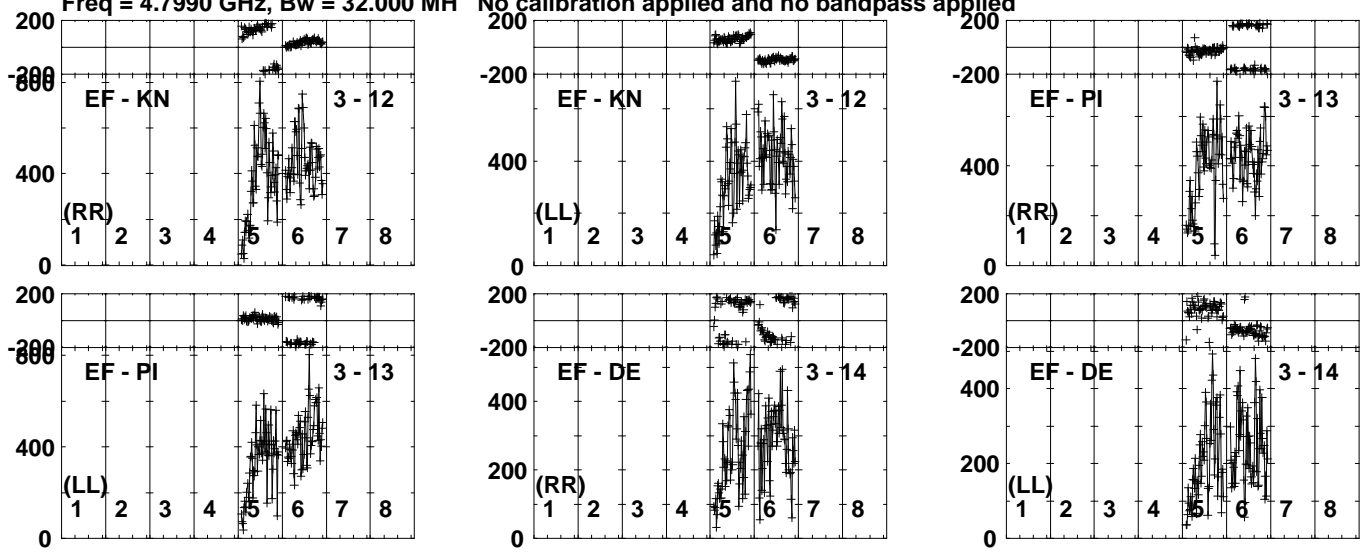 Freq = 4.7990 GHz, Bw = 32.000 MH No calibration applied and no bandpass applied
200
-200
800
400
0
EF - KN 3 - 12
(RR)
1 2 3 4 5 6 7 8
200
-200
400
0
EF - KN 3 - 12
(LL)
1 2 3 4 5 6 7 8
200
-200
400
0
EF - PI 3 - 13
(RR)
1 2 3 4 5 6 7 8
200
-200
800
400
0
EF - PI 3 - 13
(LL)
1 2 3 4 5 6 7 8
200
-200
400
200
0
EF - DE 3 - 14
(RR)
1 2 3 4 5 6 7 8
200
-200
400
200
0
EF - DE 3 - 14
(LL)
1 2 3 4 5 6 7 8